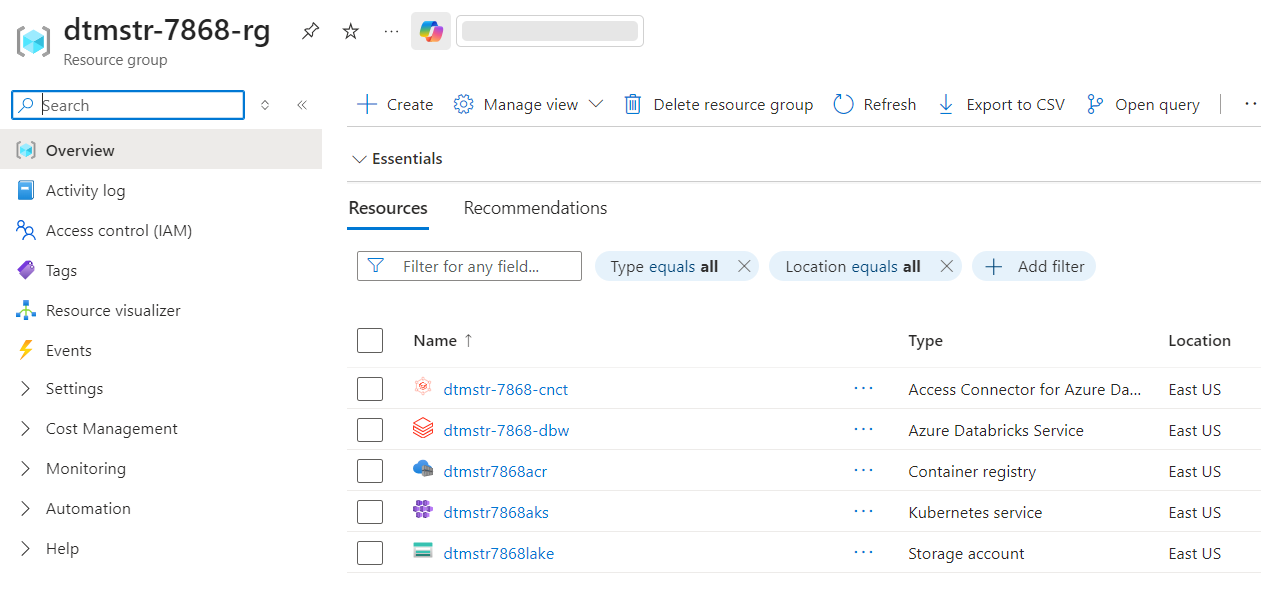 dtmstr-7868-rg
Resource group
Search
Overview
Activity log
Access control (IAM)
Tags
Resource visualizer
Events
Settings
Cost Management
Monitoring
Automation
Help
Create Manage view Delete resource group Refresh Export to CSV Open query
Essentials
Resources Recommendations
Filter for any field... Type equals all Location equals all Add filter
Name ↑ Type Location
dtmstr-7868-cnct ... Access Connector for Azure Da... East US
dtmstr-7868-dbw ... Azure Databricks Service East US
dtmstr7868acr ... Container registry East US
dtmstr7868aks ... Kubernetes service East US
dtmstr7868lake ... Storage account East US